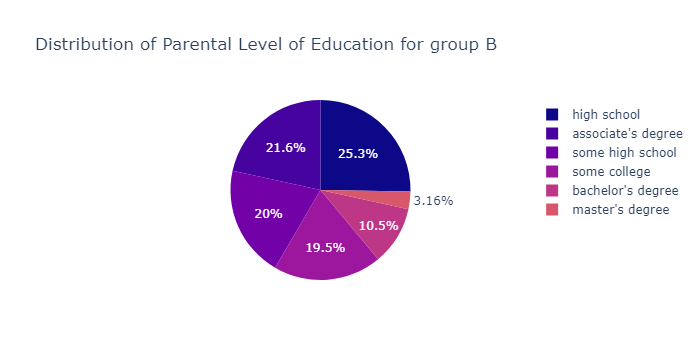 Distribution of Parental Level of Education for group B
high school
associate's degree
some high school
some college
bachelor's degree
master's degree
25.3%
21.6%
20%
19.5%
10.5%
3.16%